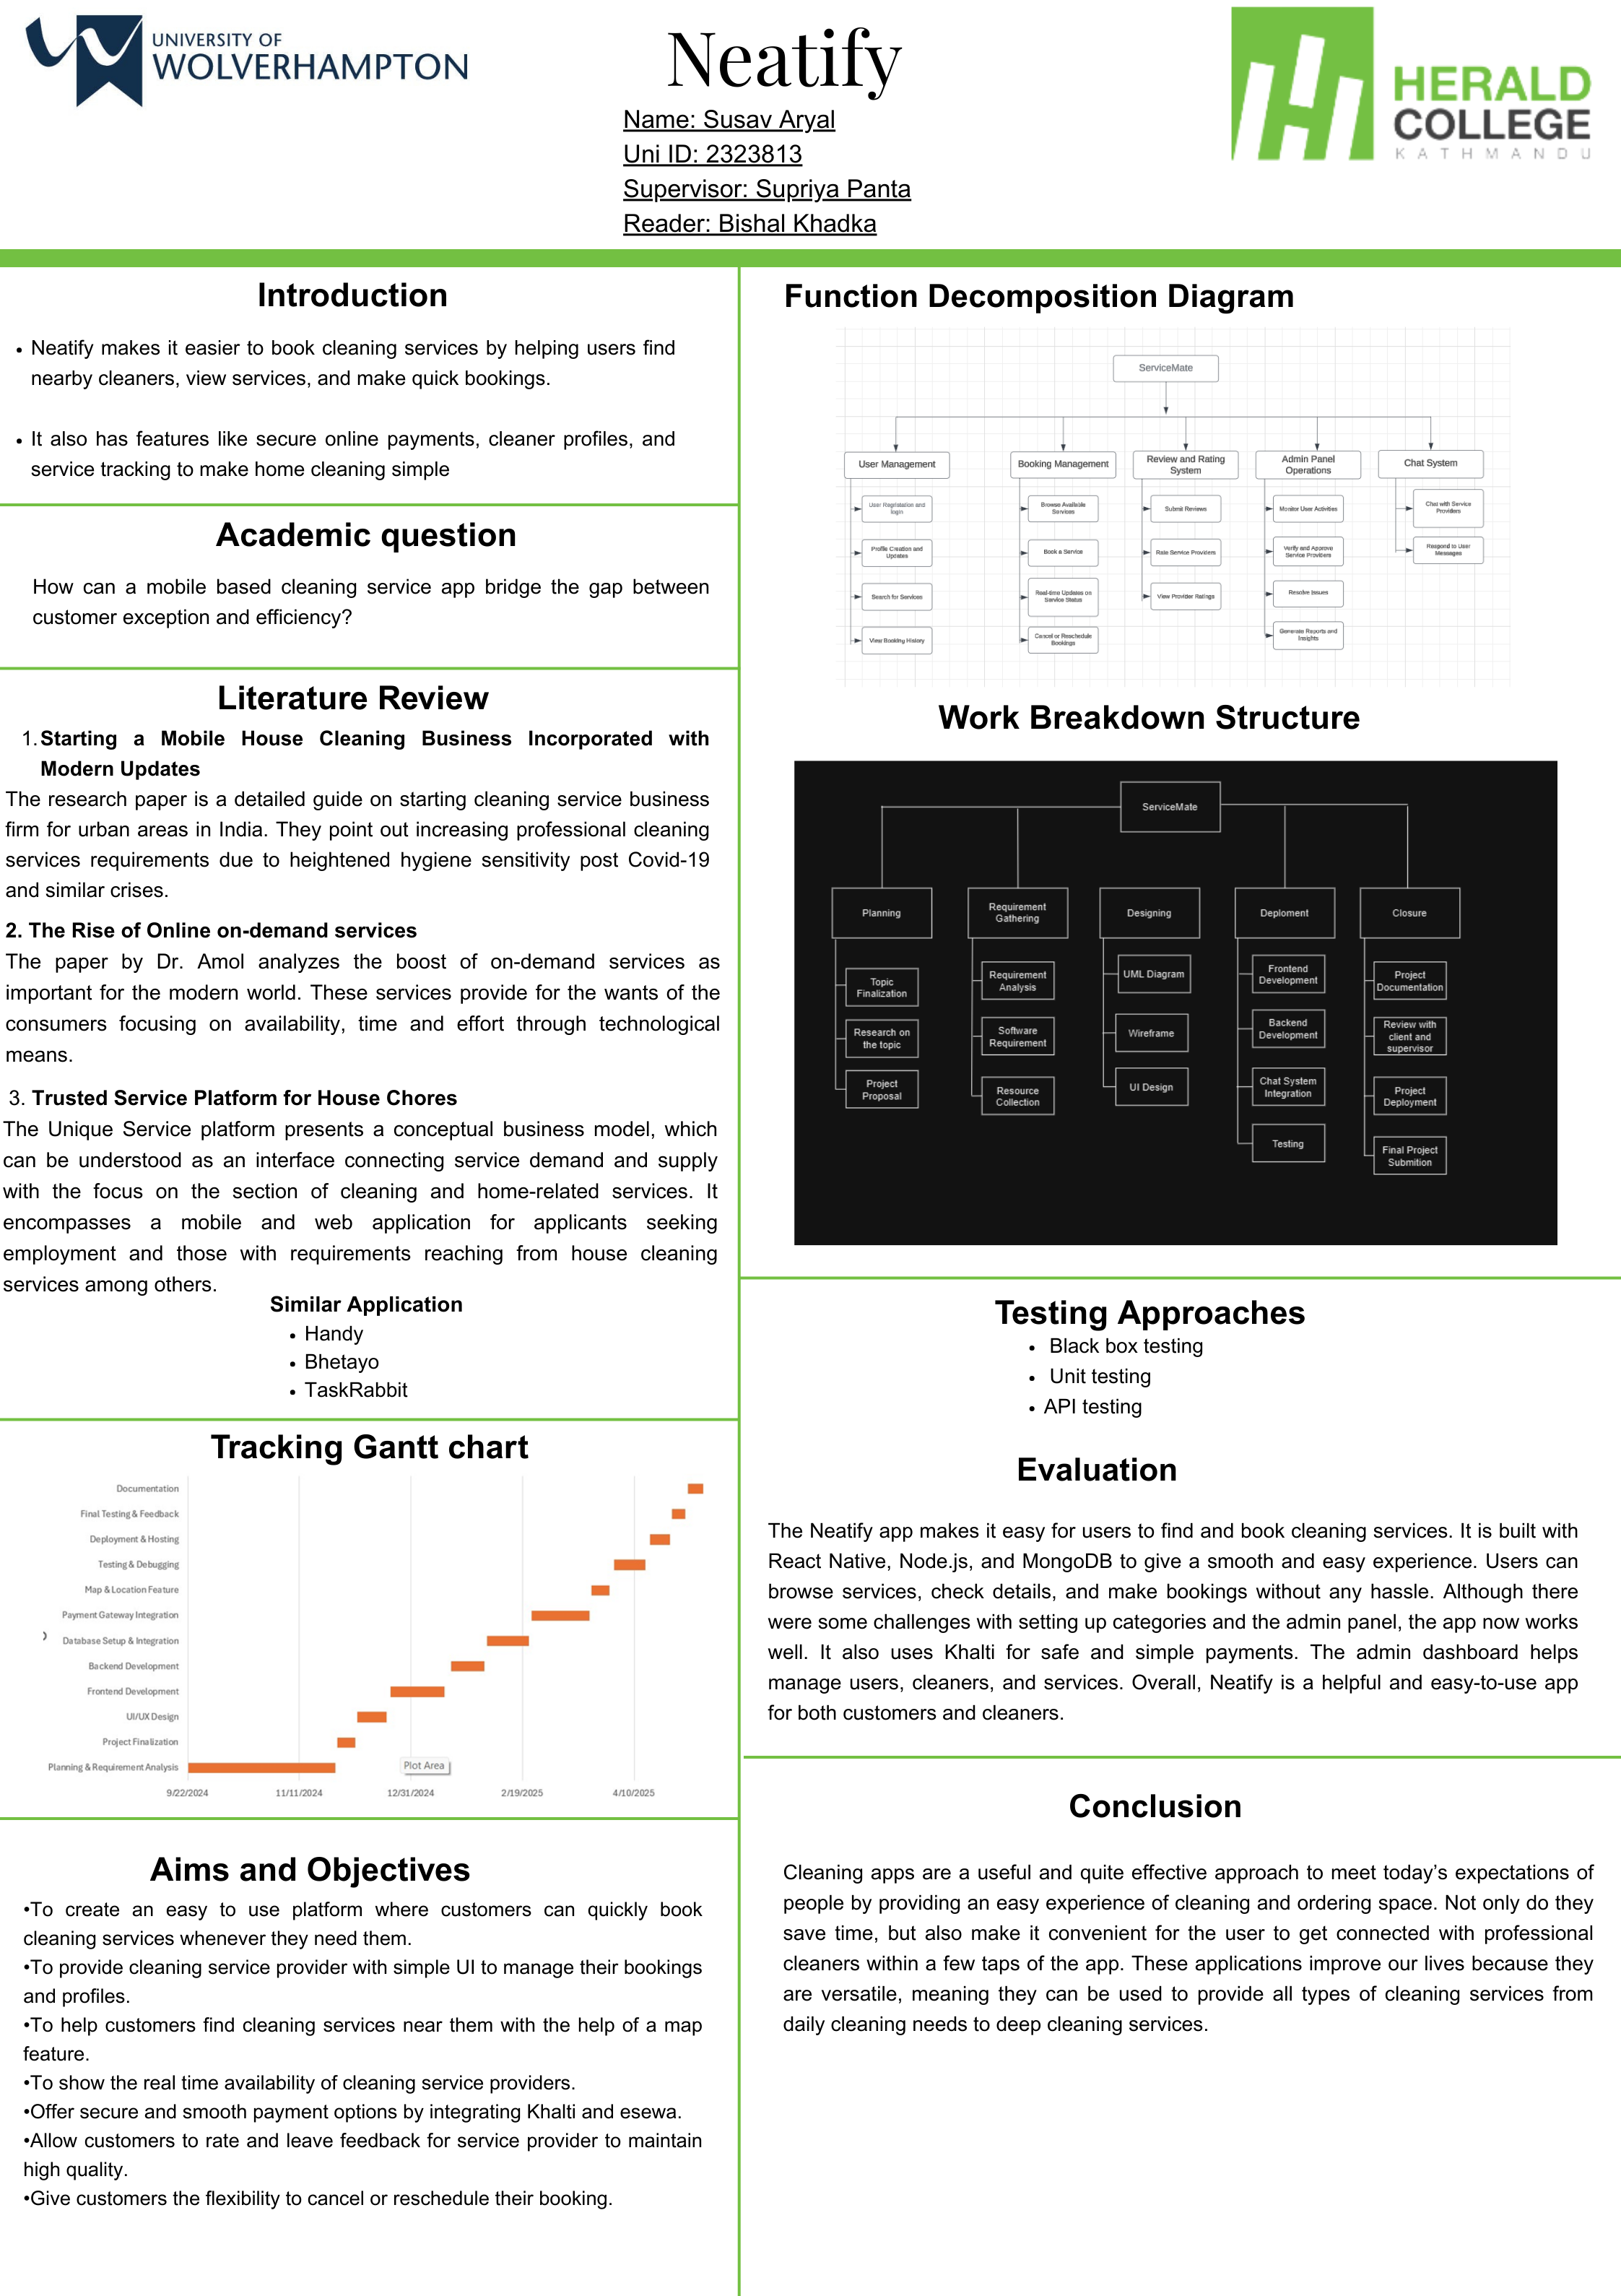 UNIVERSITY OF
WOLVERHAMPTON
Neatify
Name: Susav Aryal
Uni ID: 2323813
Supervisor: Supriya Panta
Reader: Bishal Khadka
HERALD
COLLEGE
KATHMANDU
Introduction
• Neatify makes it easier to book cleaning services by helping users find
nearby cleaners, view services, and make quick bookings.
• It also has features like secure online payments, cleaner profiles, and
service tracking to make home cleaning simple
Academic question
How can a mobile based cleaning service app bridge the gap between
customer exception and efficiency?
Literature Review
1. Starting a Mobile House Cleaning Business Incorporated with
Modern Updates
The research paper is a detailed guide on starting cleaning service business
firm for urban areas in India. They point out increasing professional cleaning
services requirements due to heightened hygiene sensitivity post Covid-19
and similar crises.
2. The Rise of Online on-demand services
The paper by Dr. Amol analyzes the boost of on-demand services as
important for the modern world. These services provide for the wants of the
consumers focusing on availability, time and effort through technological
means.
3. Trusted Service Platform for House Chores
The Unique Service platform presents a conceptual business model, which
can be understood as an interface connecting service demand and supply
with the focus on the section of cleaning and home-related services. It
encompasses a mobile and web application for applicants seeking
employment and those with requirements reaching from house cleaning
services among others.
Similar Application
• Handy
• Bhetayo
• TaskRabbit
Tracking Gantt chart
Documentation
Final Testing & Feedback
Deployment & Hosting
Testing & Debugging
Map & Location Feature
Payment Gateway Integration
Database Setup & Integration
Backend Development
Frontend Development
UI/UX Design
Project Finalization
Planning & Requirement Analysis
Plot Area
9/22/2024 11/11/2024 12/31/2024 2/19/2025 4/10/2025
Aims and Objectives
•To create an easy to use platform where customers can quickly book
cleaning services whenever they need them.
•To provide cleaning service provider with simple UI to manage their bookings
and profiles.
•To help customers find cleaning services near them with the help of a map
feature.
•To show the real time availability of cleaning service providers.
•Offer secure and smooth payment options by integrating Khalti and esewa.
•Allow customers to rate and leave feedback for service provider to maintain
high quality.
•Give customers the flexibility to cancel or reschedule their booking.
Function Decomposition Diagram
ServiceMate
User Management
User Registration and
login
Profile Creation and
Updates
Search for Services
View Booking History
Booking Management
Browse Available
Services
Book a Service
Real-time Updates on
Service Status
Cancel or Reschedule
Bookings
Review and Rating
System
Submit Reviews
Rate Service Providers
View Provider Ratings
Admin Panel
Operations
Monitor User Activities
Verify and Approve
Service Providers
Resolve Issues
Generate Reports and
Insights
Chat System
Chat with Service
Providers
Respond to User
Messages
Work Breakdown Structure
ServiceMate
Planning
Topic
Finalization
Research on
the topic
Project
Proposal
Requirement
Gathering
Requirement
Analysis
Software
Requirement
Resource
Collection
Designing
UML Diagram
Wireframe
UI Design
Deploment
Frontend
Development
Backend
Development
Chat System
Integration
Testing
Closure
Project
Documentation
Review with
client and
supervisor
Project
Deployment
Final Project
Submition
Testing Approaches
• Black box testing
• Unit testing
• API testing
Evaluation
The Neatify app makes it easy for users to find and book cleaning services. It is built with
React Native, Node.js, and MongoDB to give a smooth and easy experience. Users can
browse services, check details, and make bookings without any hassle. Although there
were some challenges with setting up categories and the admin panel, the app now works
well. It also uses Khalti for safe and simple payments. The admin dashboard helps
manage users, cleaners, and services. Overall, Neatify is a helpful and easy-to-use app
for both customers and cleaners.
Conclusion
Cleaning apps are a useful and quite effective approach to meet today’s expectations of
people by providing an easy experience of cleaning and ordering space. Not only do they
save time, but also make it convenient for the user to get connected with professional
cleaners within a few taps of the app. These applications improve our lives because they
are versatile, meaning they can be used to provide all types of cleaning services from
daily cleaning needs to deep cleaning services.